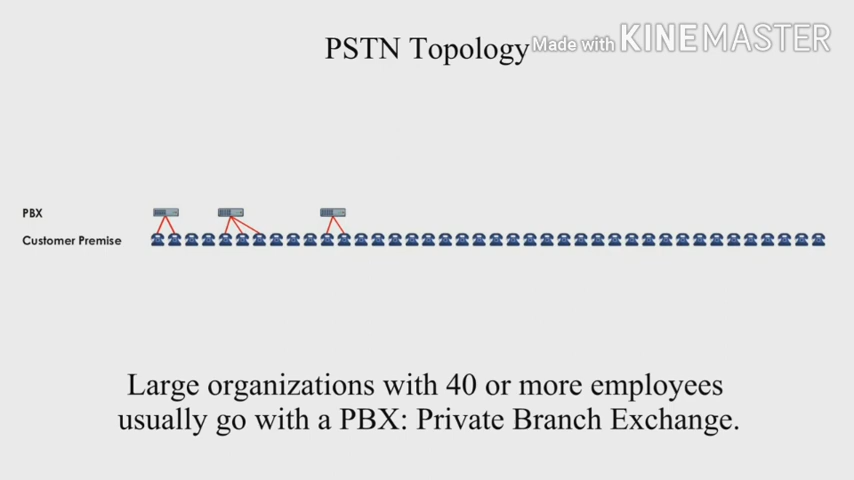 PSTN Topology
Made with KINEMASTER
PBX
Customer Premise
Large organizations with 40 or more employees
usually go with a PBX: Private Branch Exchange.